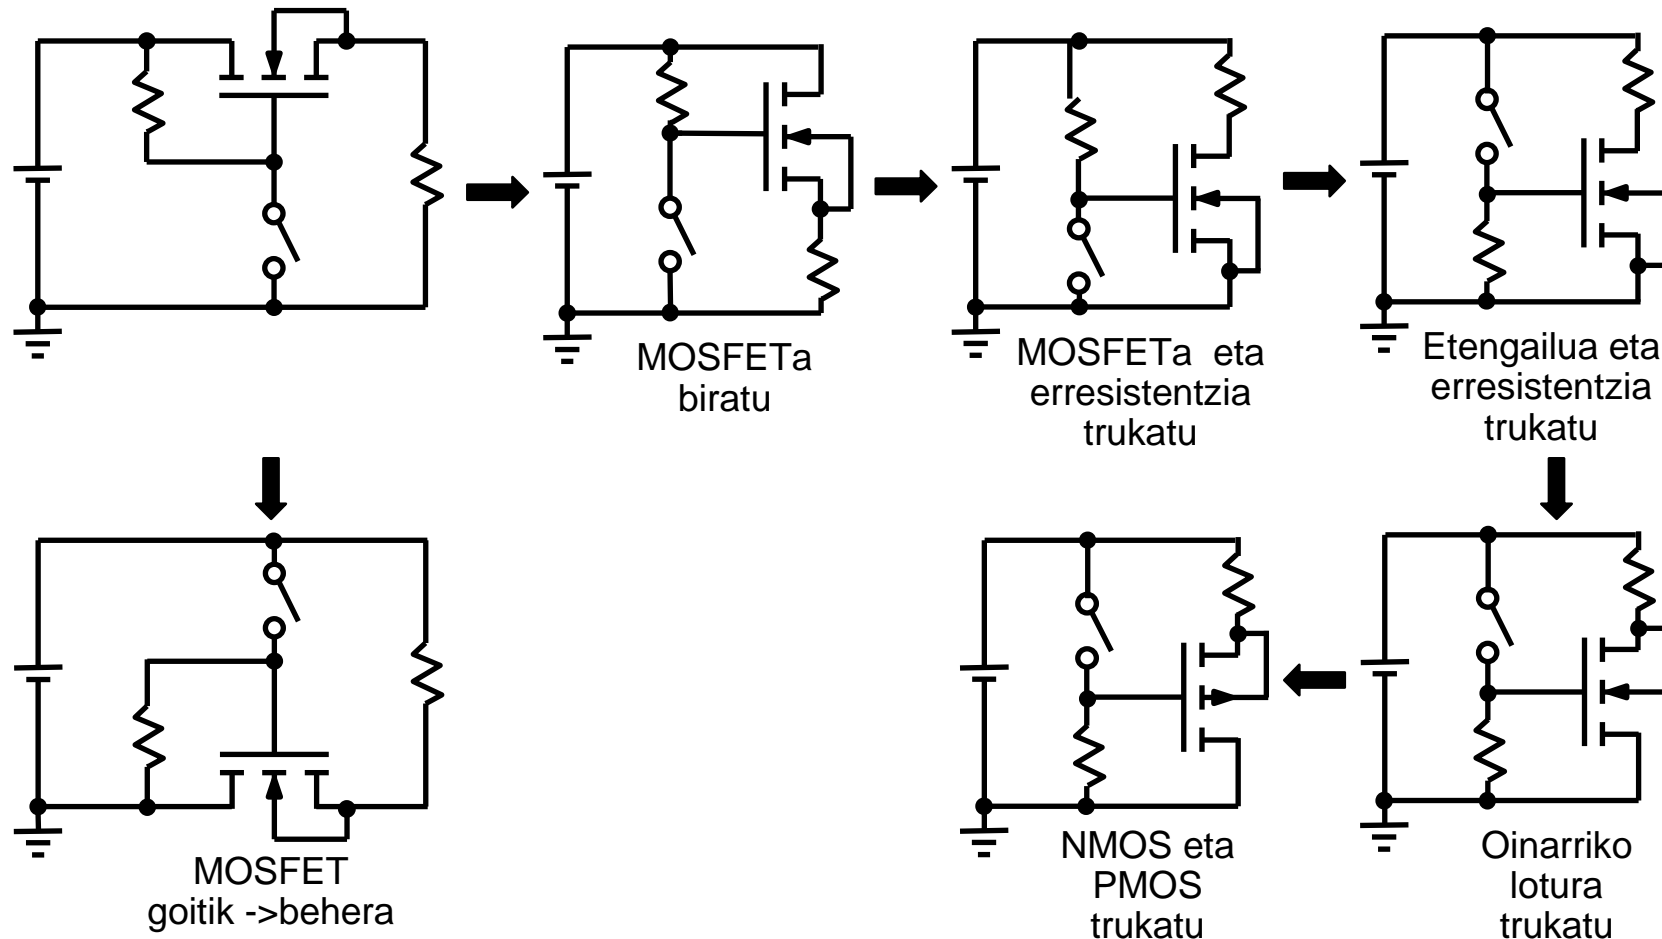 MOSFETa
biratu
MOSFETa eta
erresistentzia
trukatu
Etengailua eta
erresistentzia
trukatu
MOSFET
goitik ->behera
NMOS eta
PMOS
trukatu
Oinarriko
lotura
trukatu